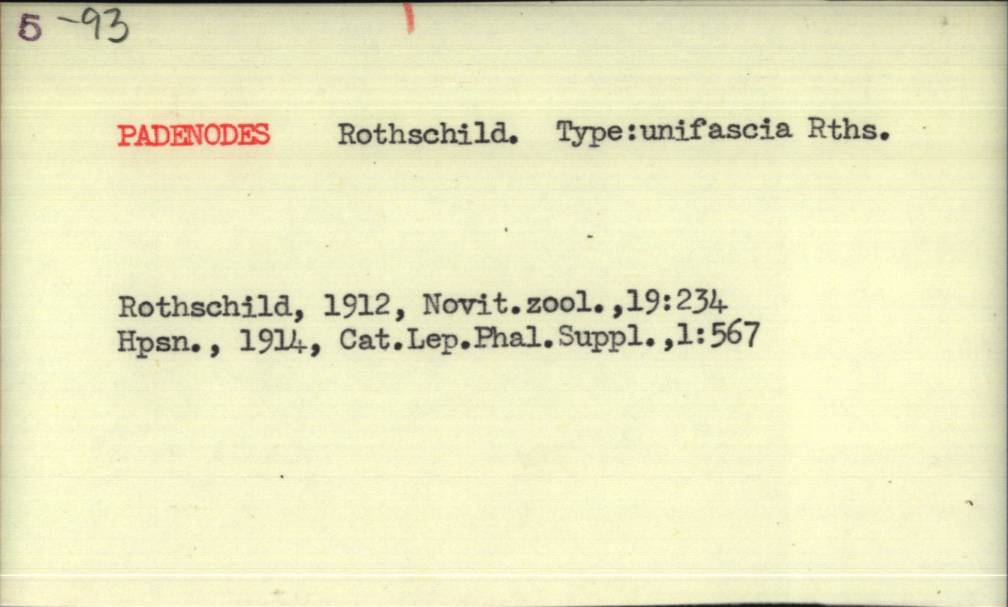 5 -93
PADENODES Rothschild. Type:unifascia Rths.
Rothschild, 1912, Novit.zool.,19:234
Hpsn., 1914, Cat.Lep.Phal.Suppl.,1:567